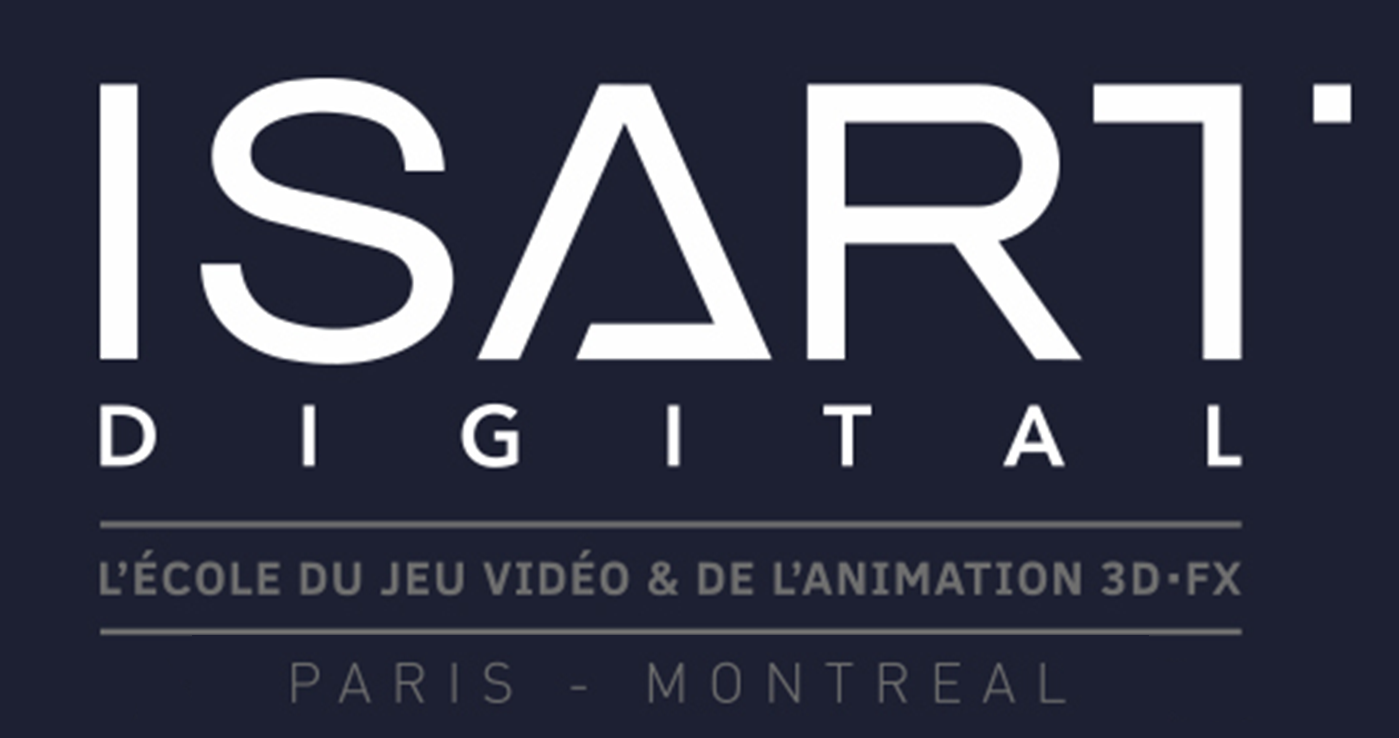 ISART
DIGITAL
L’ÉCOLE DU JEU VIDÉO & DE L’ANIMATION 3D·FX
PARIS - MONTREAL